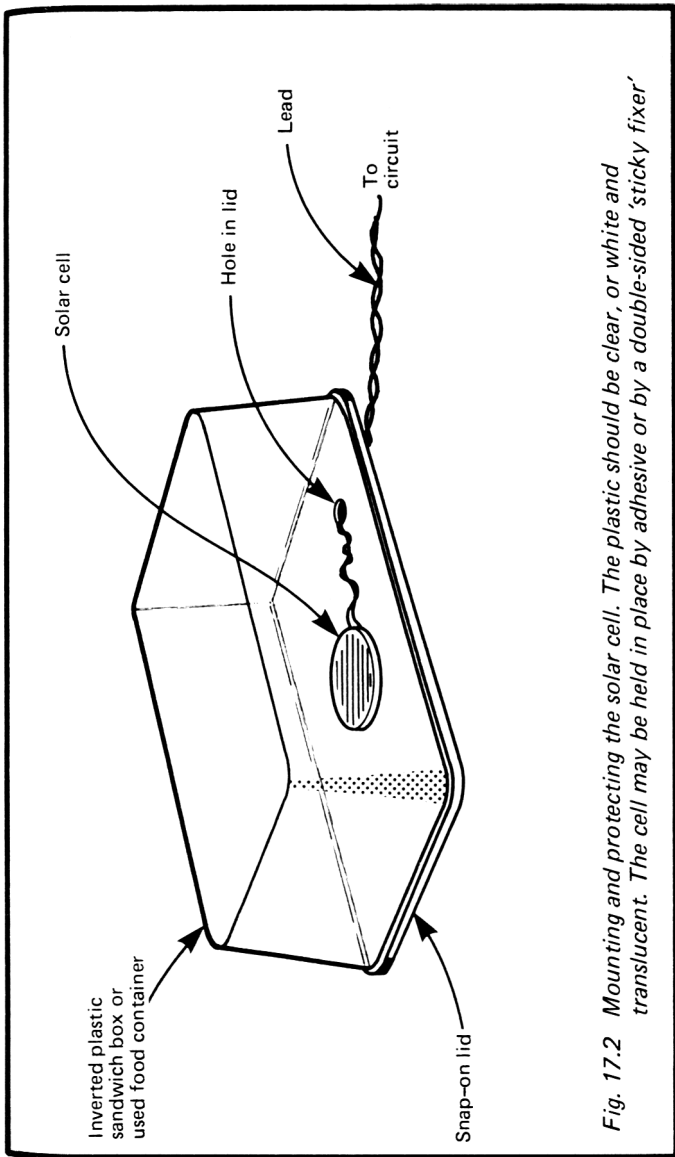 Solar cell
Hole in lid
Lead
To
circuit
Inverted plastic
sandwich box or
used food container
Snap-on lid
Fig. 17.2 Mounting and protecting the solar cell. The plastic should be clear, or white and
translucent. The cell may be held in place by adhesive or by a double-sided 'sticky fixer'